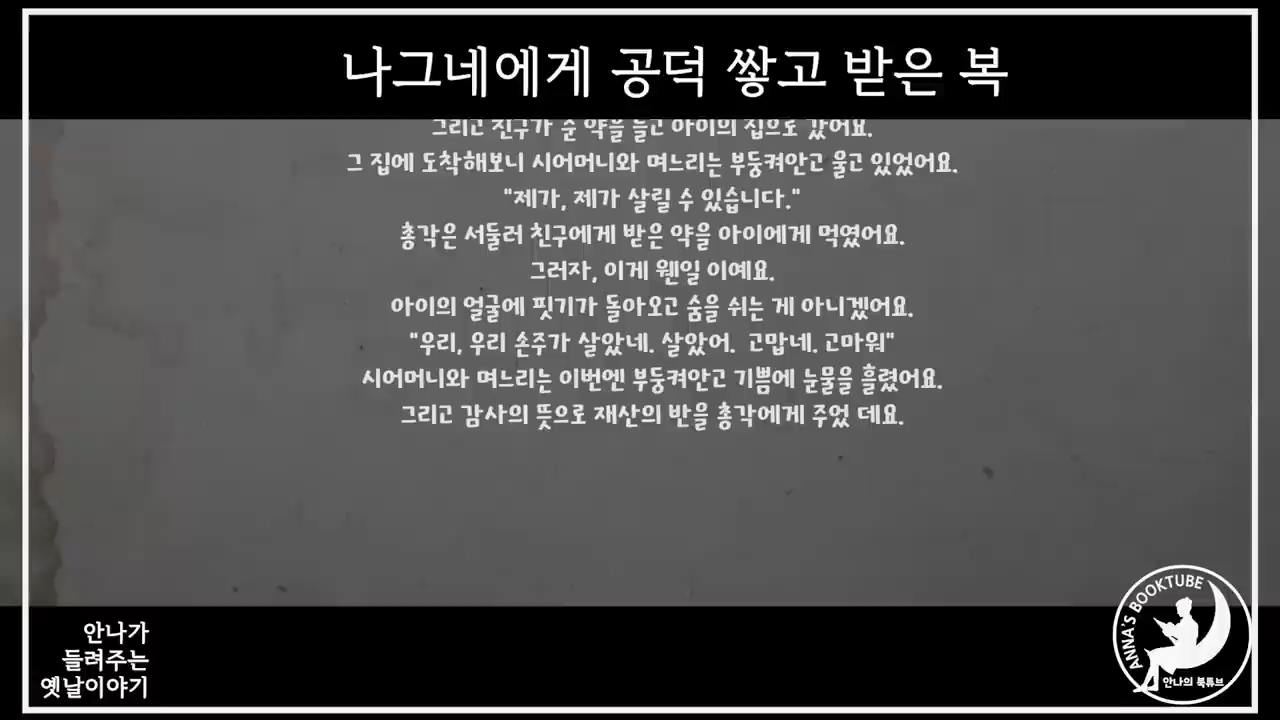 나그네에게 공덕 쌓고 받은 복
그리고 친구가 준 약을 들고 아이의 집으로 갔어요.
그 집에 도착해보니 시어머니와 며느리는 부둥켜안고 울고 있었어요.
"제가, 제가 살릴 수 있습니다."
총각은 서둘러 친구에게 받은 약을 아이에게 먹였어요.
그러자, 이게 웬일 이예요.
아이의 얼굴에 핏기가 돌아오고 숨을 쉬는 게 아니겠어요.
"우리, 우리 손주가 살았네. 살았어. 고맙네. 고마워"
시어머니와 며느리는 이번엔 부둥켜안고 기쁨에 눈물을 흘렸어요.
그리고 감사의 뜻으로 재산의 반을 총각에게 주었 데요.
안나가
들려주는
옛날이야기
ANNA'S BOOKTUBE
안나의 북튜브